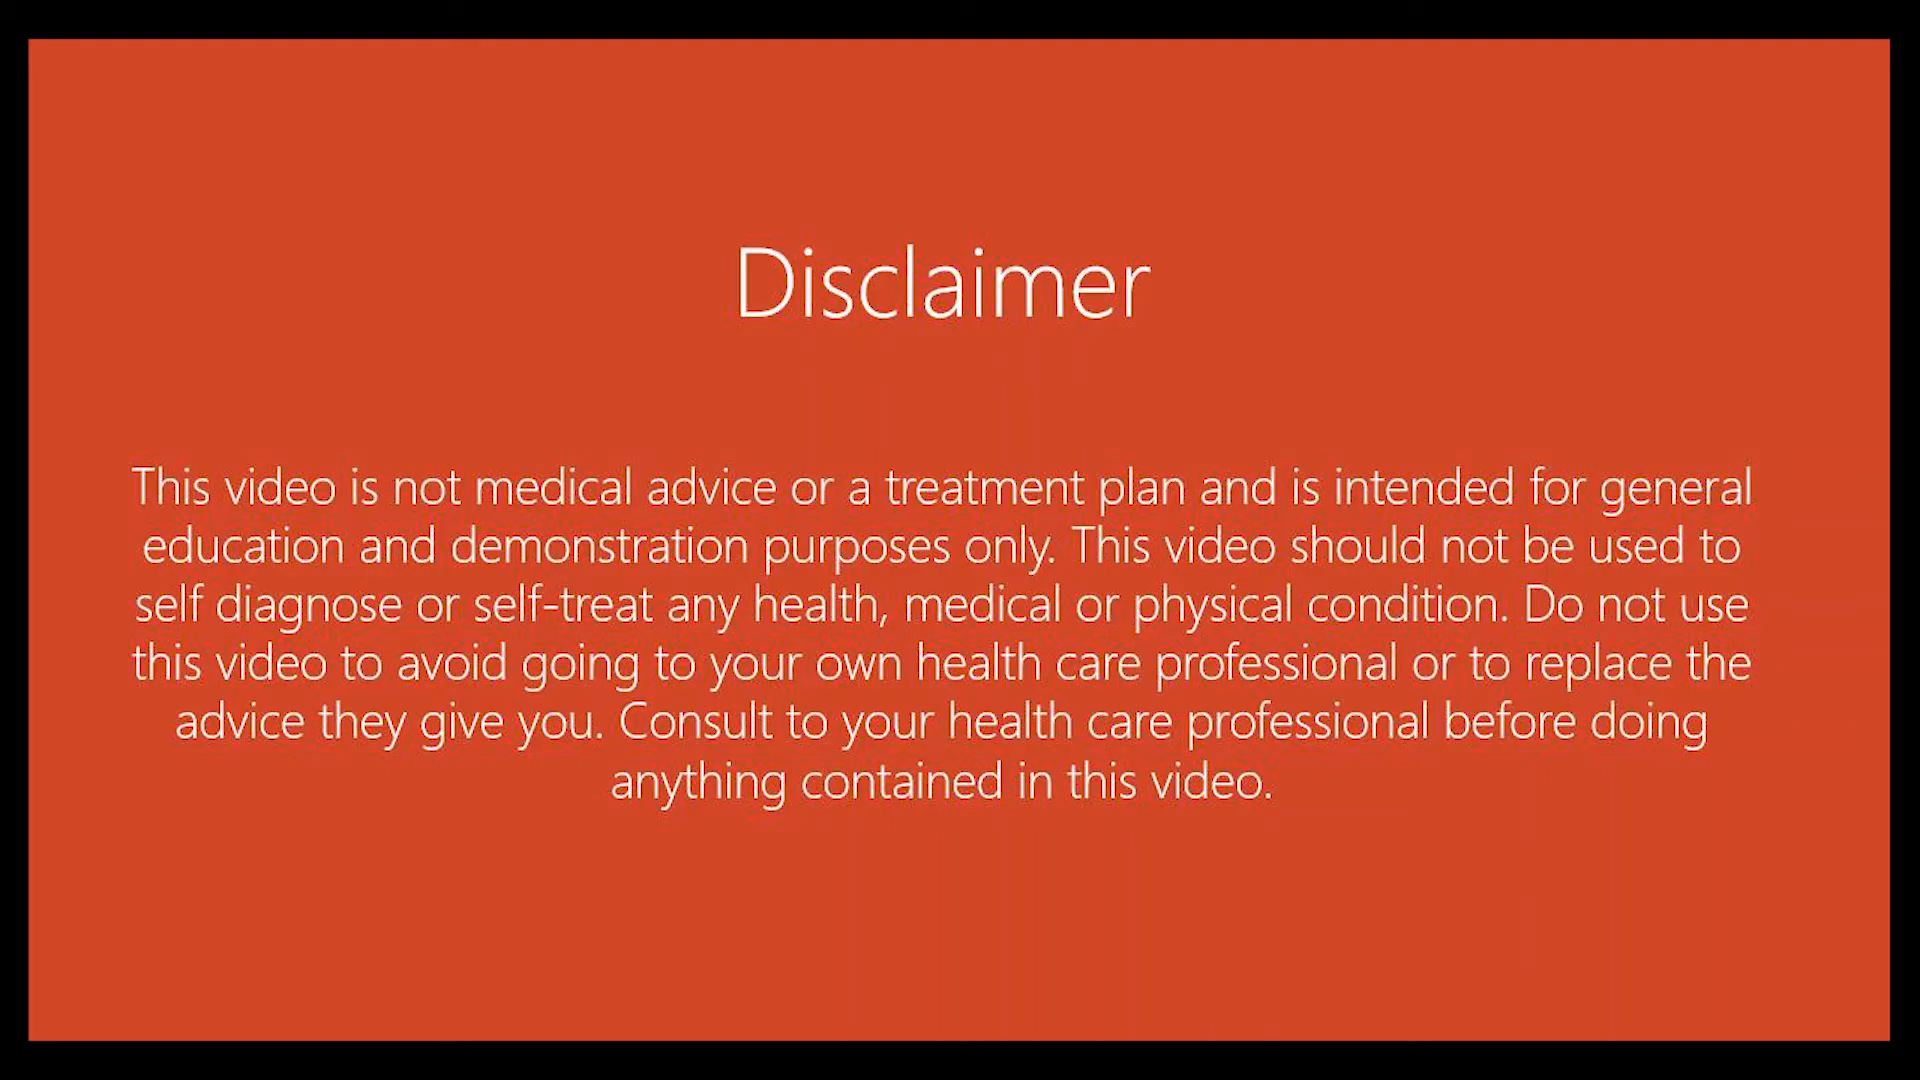 Disclaimer
This video is not medical advice or a treatment plan and is intended for general
education and demonstration purposes only. This video should not be used to
self diagnose or self-treat any health, medical or physical condition. Do not use
this video to avoid going to your own health care professional or to replace the
advice they give you. Consult to your health care professional before doing
anything contained in this video.